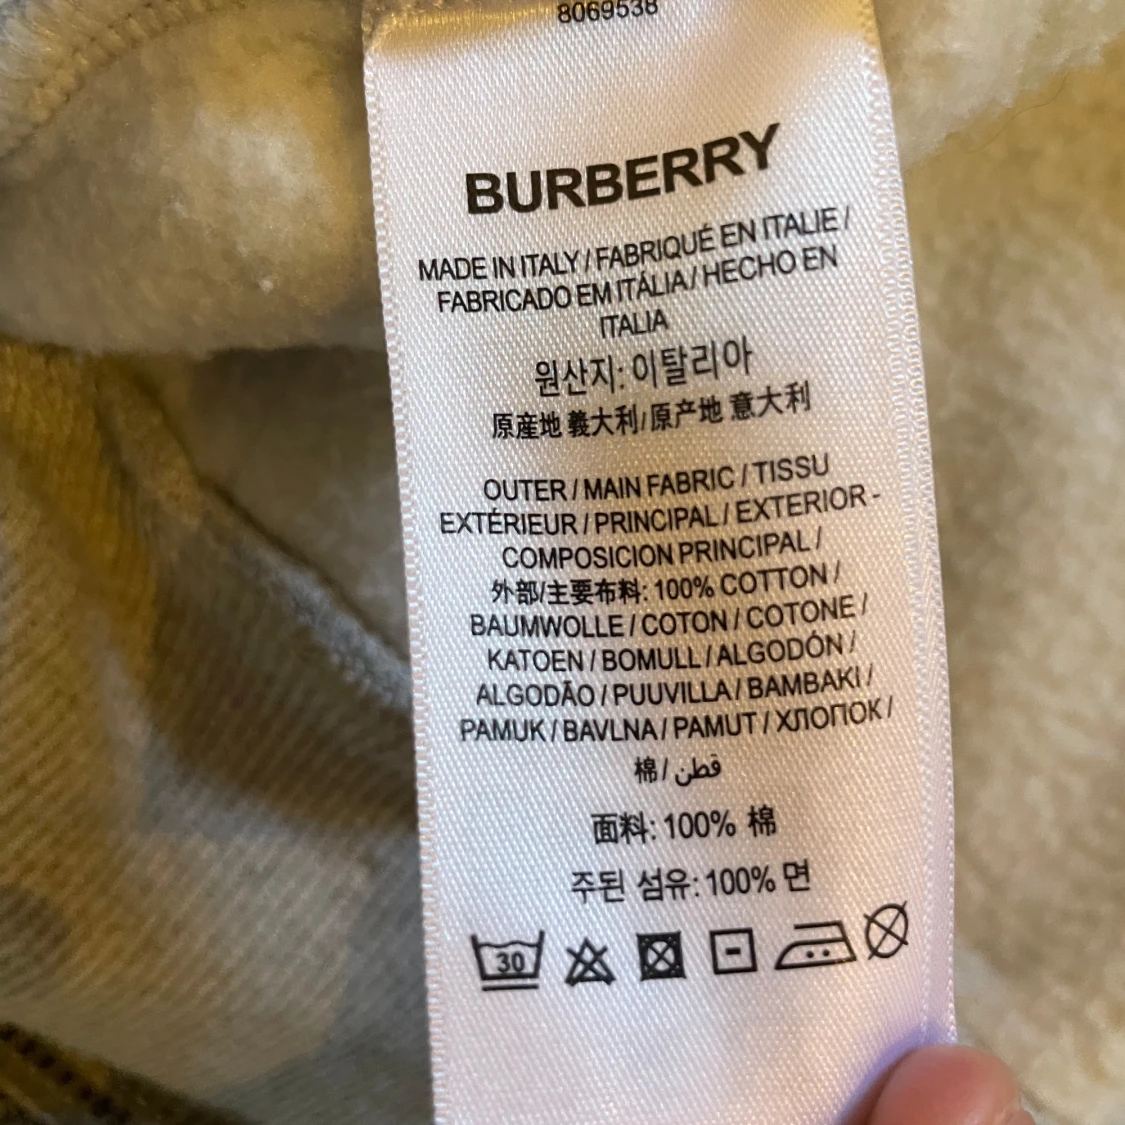 8069538
BURBERRY
MADE IN ITALY / FABRIQUÉ EN ITALIE /
FABRICADO EM ITÁLIA / HECHO EN
ITALIA
원산지: 이탈리아
原産地 義大利/原产地 意大利
OUTER / MAIN FABRIC / TISSU
EXTÉRIEUR / PRINCIPAL / EXTERIOR -
COMPOSICION PRINCIPAL /
外部/主要布料: 100% COTTON /
BAUMWOLLE / COTON / COTONE /
KATOEN / BOMULL / ALGODÓN /
ALGODÃO / PUUVILLA / BAMBAKI /
PAMUK / BAVLNA / PAMUT / ХЛОПОК /
棉 / قطن
面料: 100% 棉
주된 섬유: 100% 면
30